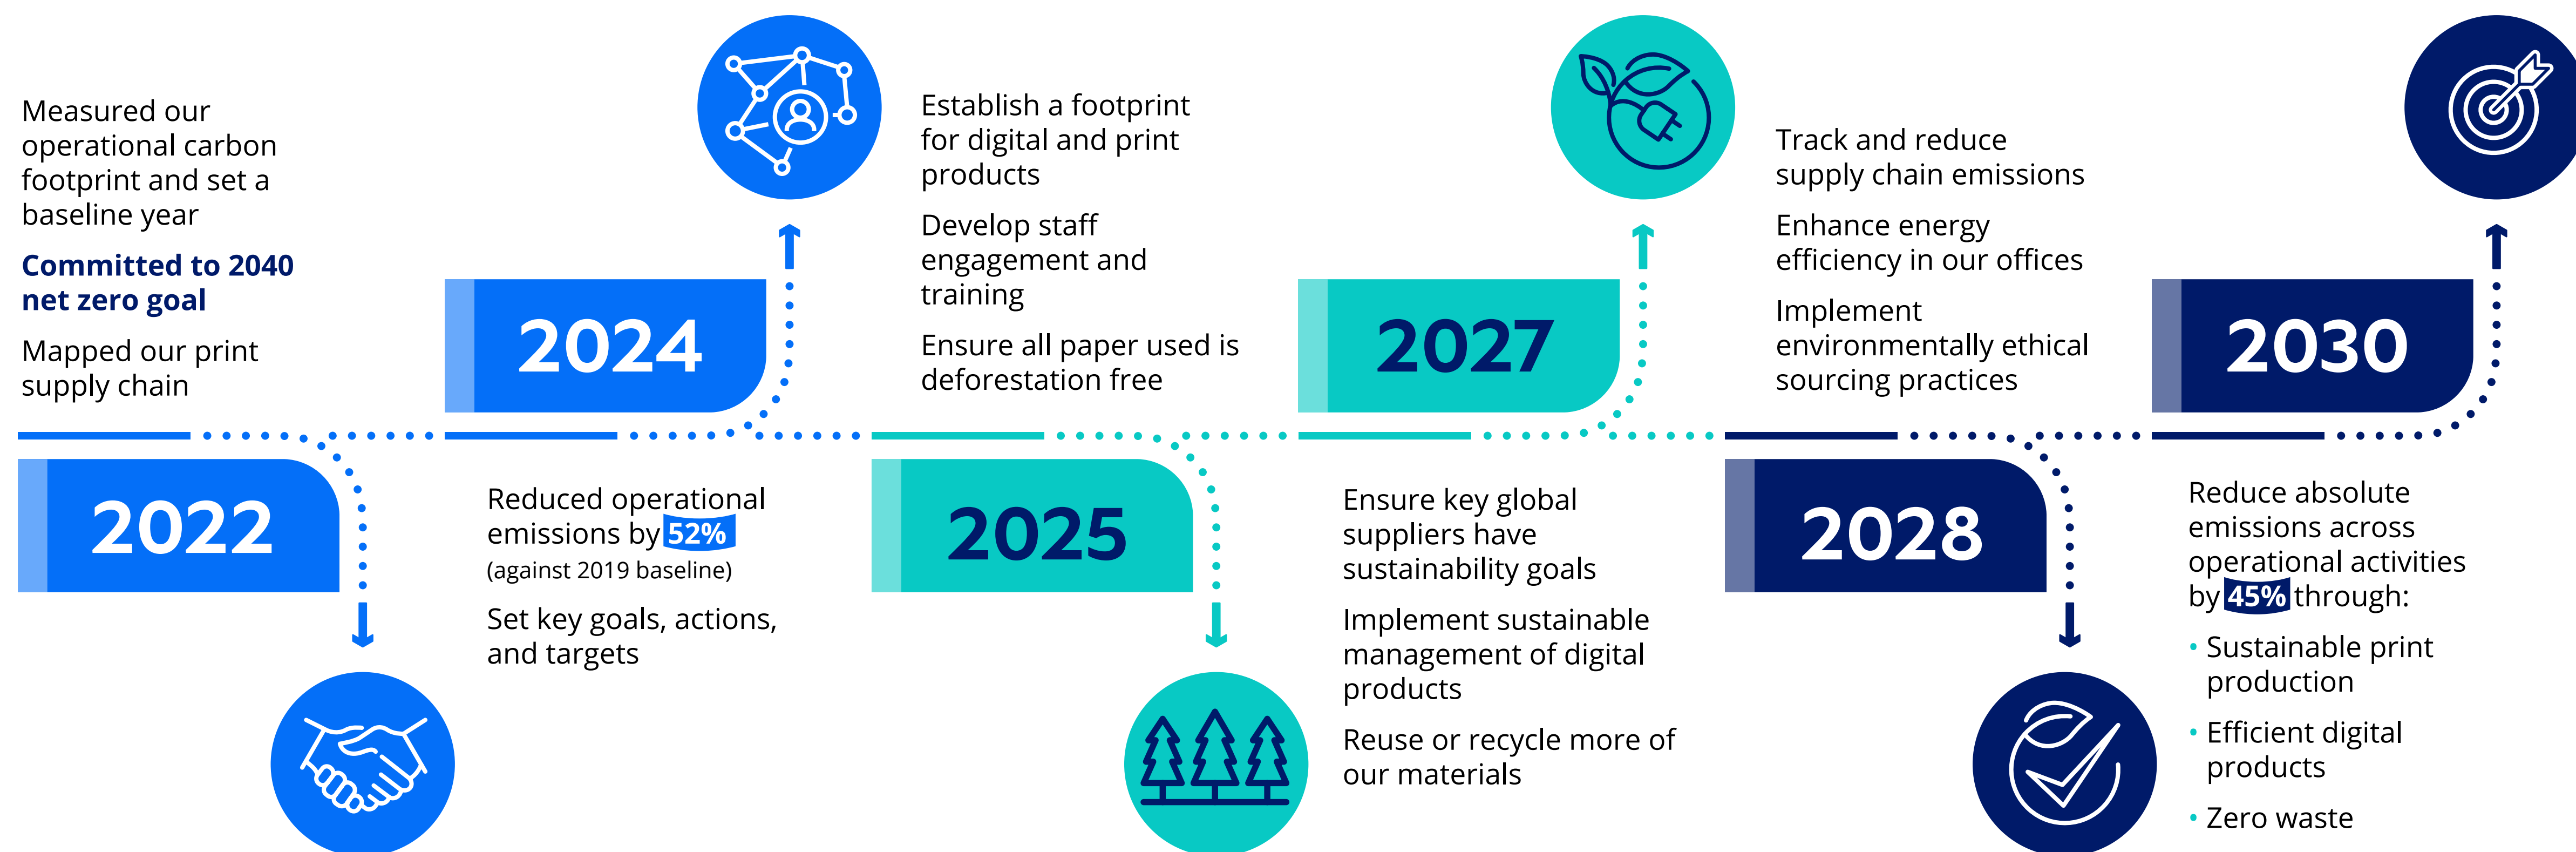 Measured our
operational carbon
footprint and set a
baseline year
Committed to 2040
net zero goal
Mapped our print
supply chain
2022
2024
Reduced operational
emissions by 52%
(against 2019 baseline)
Set key goals, actions,
and targets
Establish a footprint
for digital and print
products
Develop staff
engagement and
training
Ensure all paper used is
deforestation free
2025
2027
Ensure key global
suppliers have
sustainability goals
Implement sustainable
management of digital
products
Reuse or recycle more of
our materials
Track and reduce
supply chain emissions
Enhance energy
efficiency in our offices
Implement
environmentally ethical
sourcing practices
2028
2030
Reduce absolute
emissions across
operational activities
by 45% through:
• Sustainable print
production
• Efficient digital
products
• Zero waste